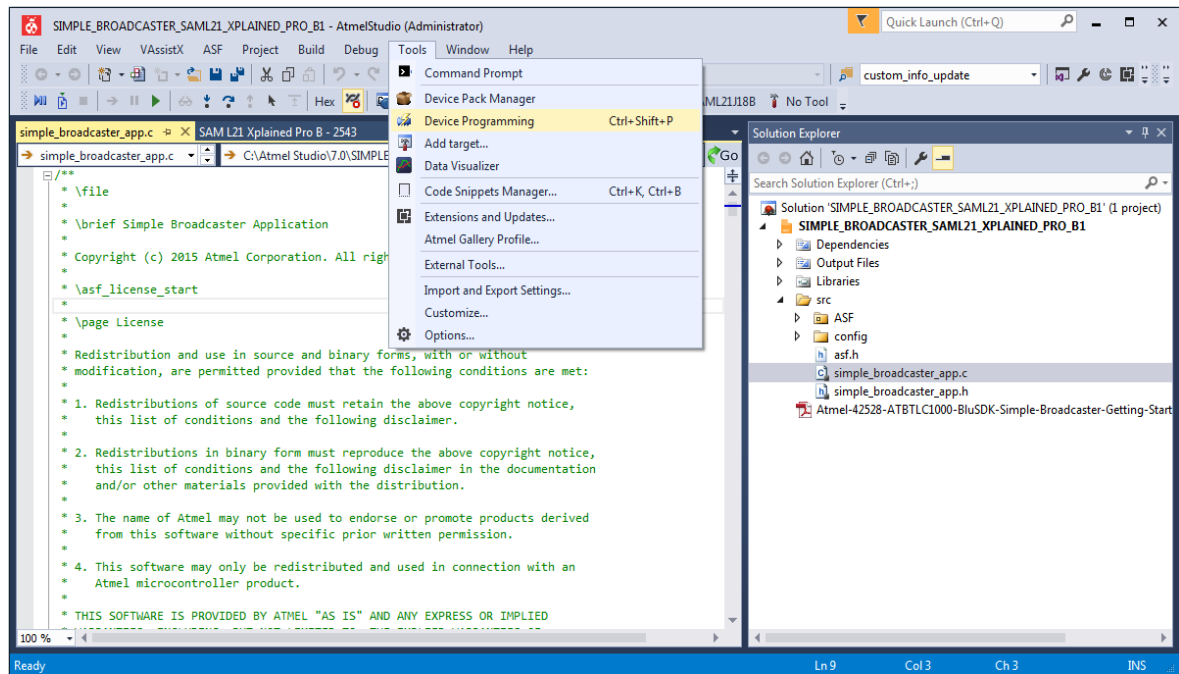 SIMPLE_BROADCASTER_SAML21_XPLAINED_PRO_B1 - AtmelStudio (Administrator)
Quick Launch (Ctrl+Q)
File Edit View VAssistX ASF Project Build Debug Tools Window Help
custom_info_update
Hex
ML21J18B
No Tool
Command Prompt
Device Pack Manager
Device Programming Ctrl+Shift+P
Add target...
Data Visualizer
Code Snippets Manager... Ctrl+K, Ctrl+B
Extensions and Updates...
Atmel Gallery Profile...
External Tools...
Import and Export Settings...
Customize...
Options...
simple_broadcaster_app.c
SAM L21 Xplained Pro B - 2543
simple_broadcaster_app.c
C:\Atmel Studio\7.0\SIMPLE
Go
/**
* \file
*
* \brief Simple Broadcaster Application
*
* Copyright (c) 2015 Atmel Corporation. All righ
*
* \asf_license_start
*
* \page License
*
* Redistribution and use in source and binary forms, with or without
* modification, are permitted provided that the following conditions are met:
*
* 1. Redistributions of source code must retain the above copyright notice,
* this list of conditions and the following disclaimer.
*
* 2. Redistributions in binary form must reproduce the above copyright notice,
* this list of conditions and the following disclaimer in the documentation
* and/or other materials provided with the distribution.
*
* 3. The name of Atmel may not be used to endorse or promote products derived
* from this software without specific prior written permission.
*
* 4. This software may only be redistributed and used in connection with an
* Atmel microcontroller product.
*
* THIS SOFTWARE IS PROVIDED BY ATMEL "AS IS" AND ANY EXPRESS OR IMPLIED
100 %
Solution Explorer
Search Solution Explorer (Ctrl+;)
Solution 'SIMPLE_BROADCASTER_SAML21_XPLAINED_PRO_B1' (1 project)
SIMPLE_BROADCASTER_SAML21_XPLAINED_PRO_B1
Dependencies
Output Files
Libraries
src
ASF
config
asf.h
simple_broadcaster_app.c
simple_broadcaster_app.h
Atmel-42528-ATBTLC1000-BluSDK-Simple-Broadcaster-Getting-Start
Ready
Ln 9 Col 3 Ch 3 INS